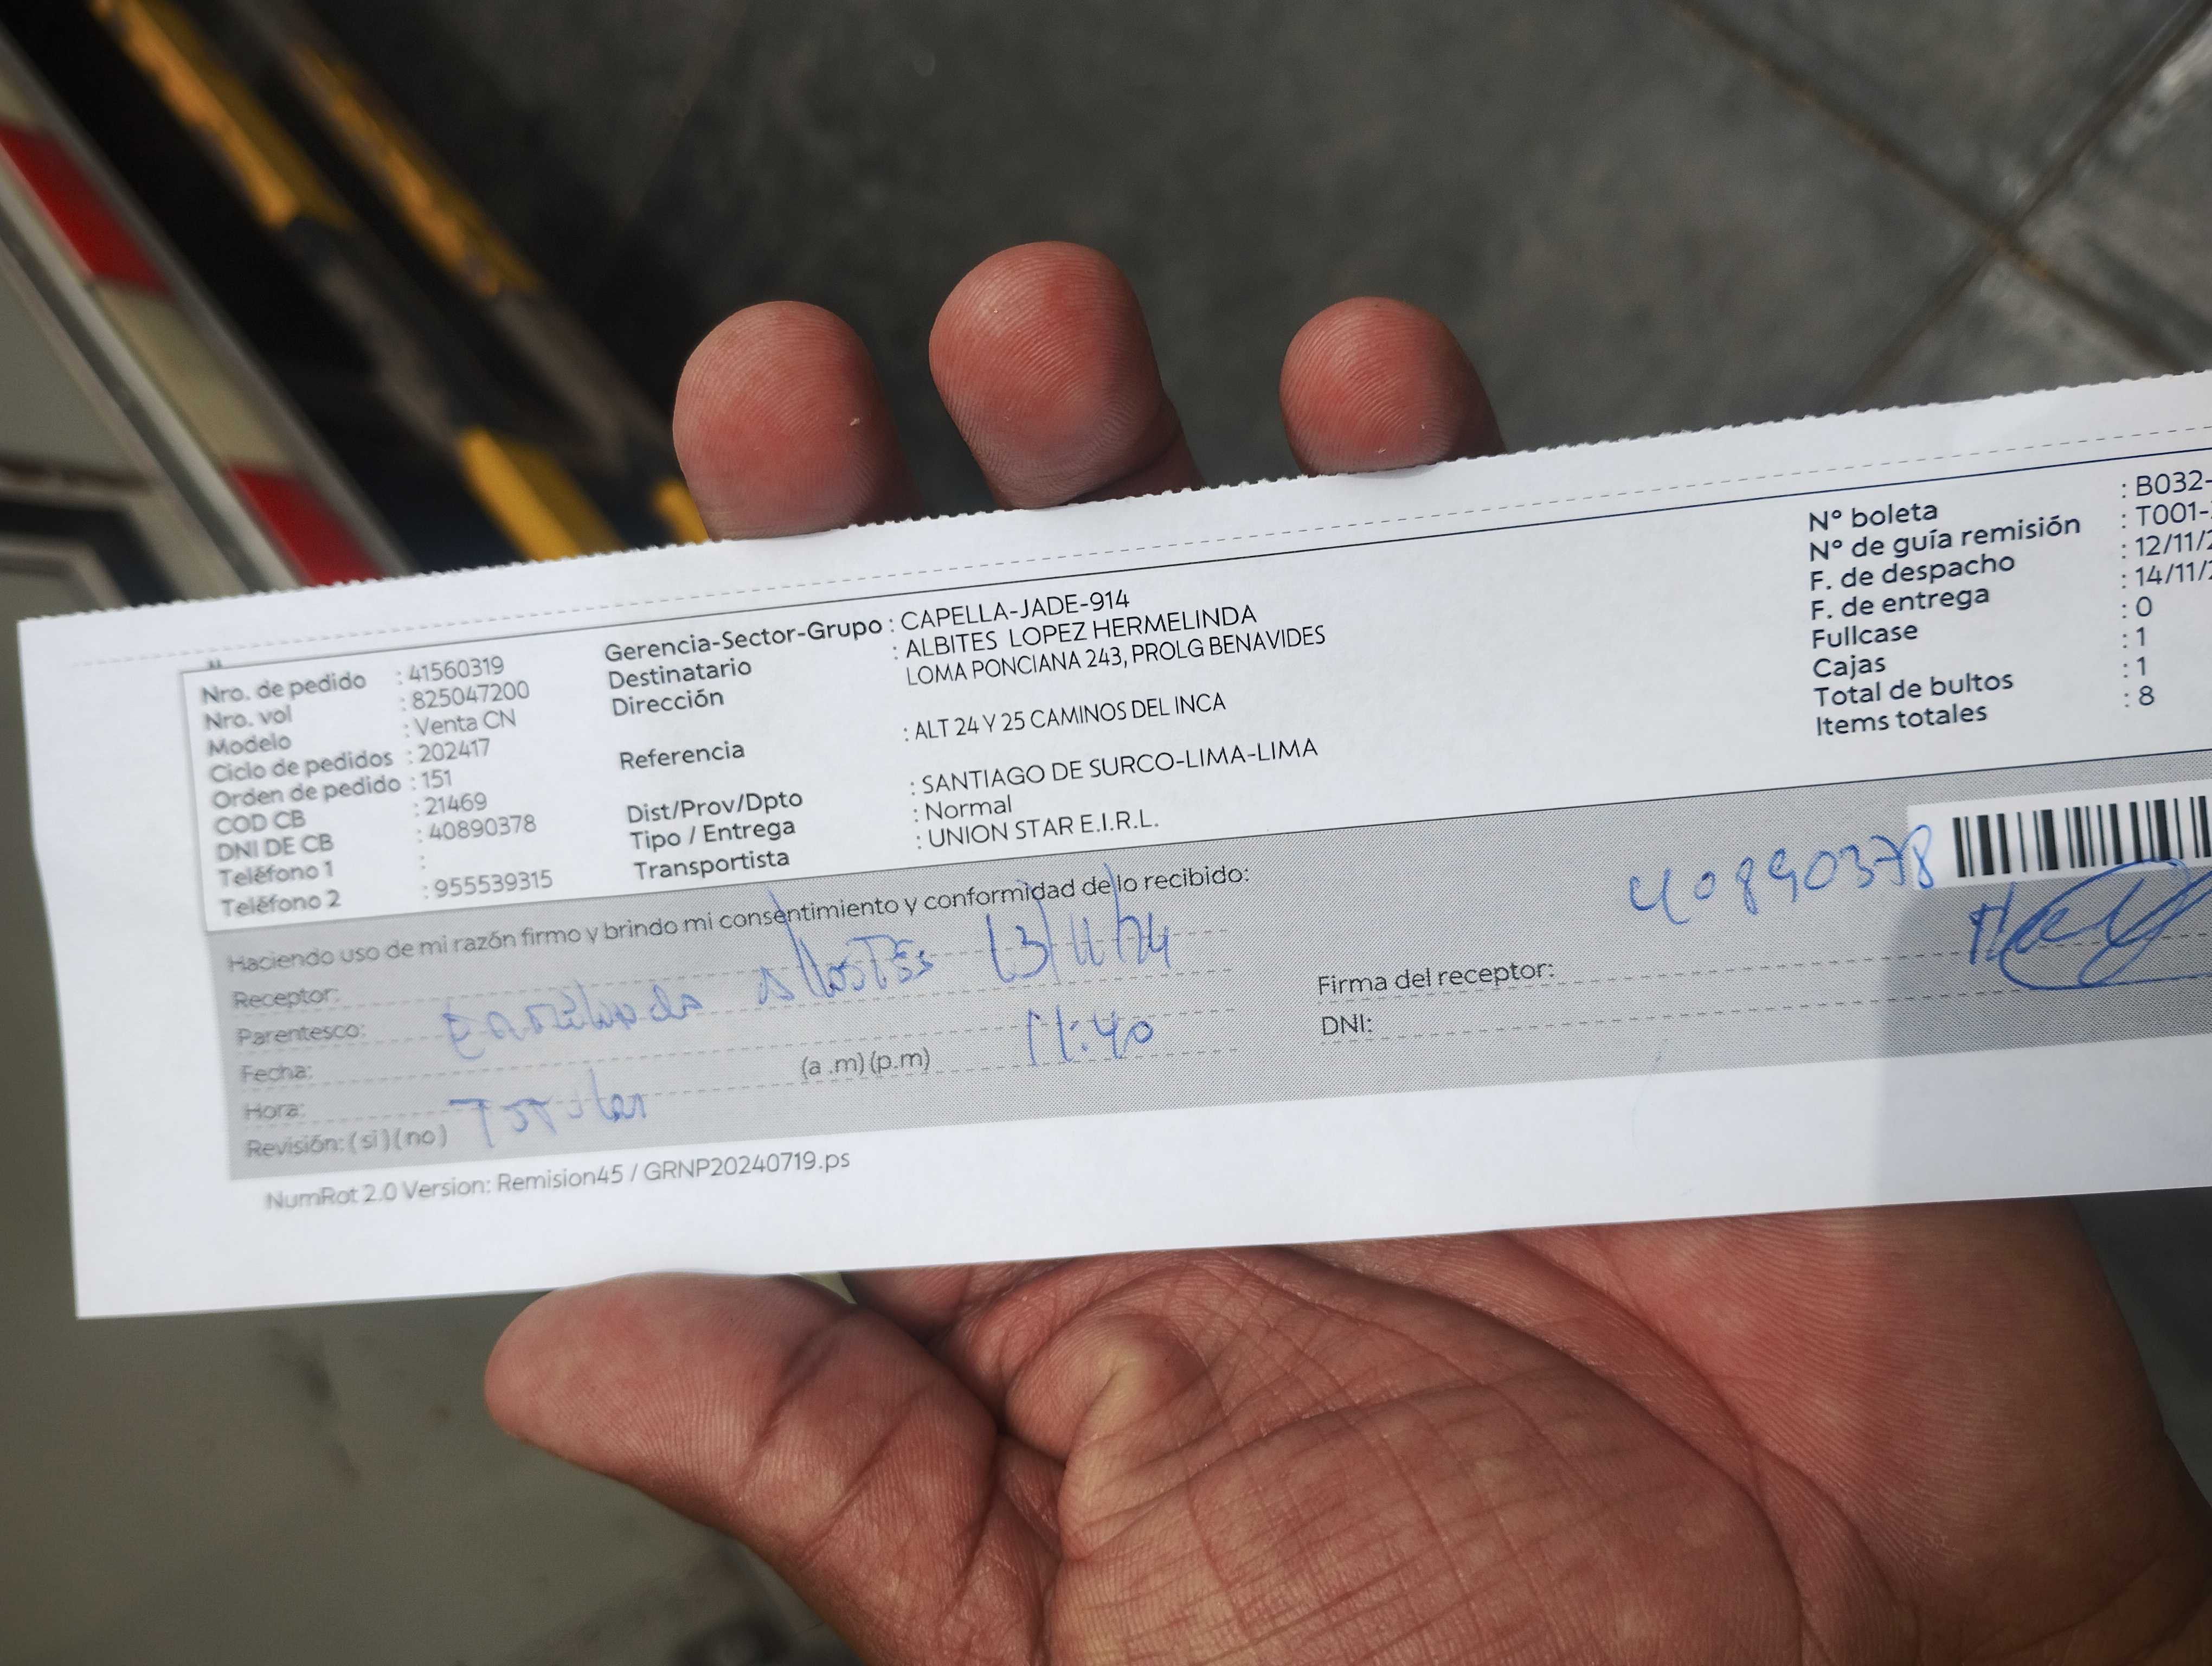 Nro. de pedido : 41560319
Nro. vol : 825047200
Modelo : Venta CN
Ciclo de pedidos : 202417
Orden de pedido : 151
COD CB : 21469
DNI DE CB : 40890378
Teléfono 1 :
Teléfono 2 : 955539315
Gerencia-Sector-Grupo : CAPELLA-JADE-914
Destinatario : ALBITES LOPEZ HERMELINDA
Dirección LOMA PONCIANA 243, PROLG BENAVIDES
Referencia : ALT 24 Y 25 CAMINOS DEL INCA
Dist/Prov/Dpto : SANTIAGO DE SURCO-LIMA-LIMA
Tipo / Entrega : Normal
Transportista : UNION STAR E.I.R.L.
N° boleta : B032-
N° de guía remisión : T001-
F. de despacho : 12/11/2
F. de entrega : 14/11/2
Fullcase : 0
Cajas : 1
Total de bultos : 1
Items totales : 8
Haciendo uso de mi razón firmo y brindo mi consentimiento y conformidad de lo recibido:
Receptor:
Parentesco: 13/11/24
Fecha:
Hora: (a.m)(p.m) 11:40
Revisión: (si)(no)
40890378
Firma del receptor:
DNI:
NumRot 2.0 Version: Remision45 / GRNP20240719.ps